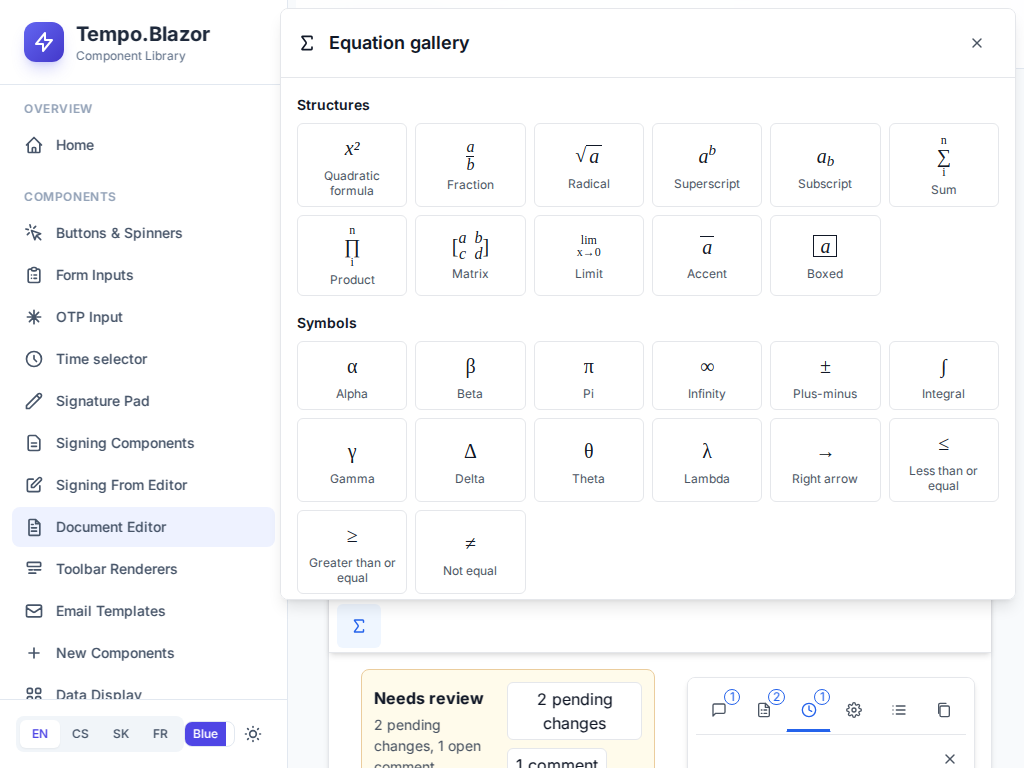 Tempo.Blazor
Component Library
OVERVIEW
Home
COMPONENTS
Buttons & Spinners
Form Inputs
OTP Input
Time selector
Signature Pad
Signing Components
Signing From Editor
Document Editor
Toolbar Renderers
Email Templates
New Components
Data Display
EN CS SK FR Blue
Σ Equation gallery
Structures
x²
Quadratic
formula
a
b
Fraction
√a
Radical
aᵇ
Superscript
a_b
Subscript
n
∑
i
Sum
n
∏
i
Product
[a b
c d]
Matrix
lim
x→0
Limit
a̅
Accent
a
Boxed
Symbols
α
Alpha
β
Beta
π
Pi
∞
Infinity
±
Plus-minus
∫
Integral
γ
Gamma
Δ
Delta
θ
Theta
λ
Lambda
→
Right arrow
≤
Less than or
equal
≥
Greater than or
equal
≠
Not equal
Σ
Needs review
2 pending
changes, 1 open
comment
2 pending
changes
1 comment
1 2 1